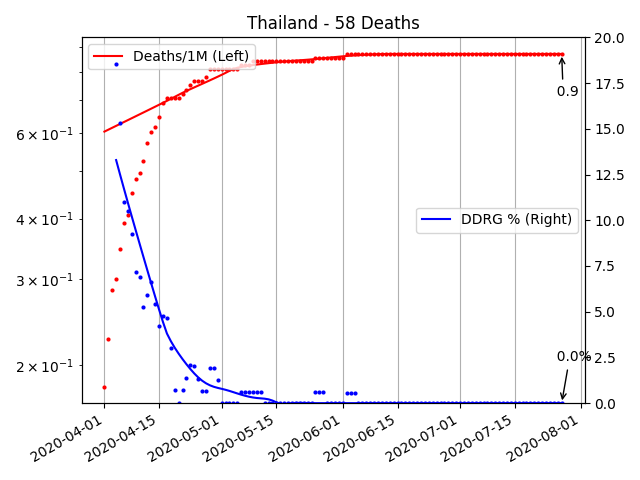 Thailand - 58 Deaths
Deaths/1M (Left)
DDRG % (Right)
0.9
0.0%
6 × 10⁻¹
4 × 10⁻¹
3 × 10⁻¹
2 × 10⁻¹
20.0
17.5
15.0
12.5
10.0
7.5
5.0
2.5
0.0
2020-04-01
2020-04-15
2020-05-01
2020-05-15
2020-06-01
2020-06-15
2020-07-01
2020-07-15
2020-08-01